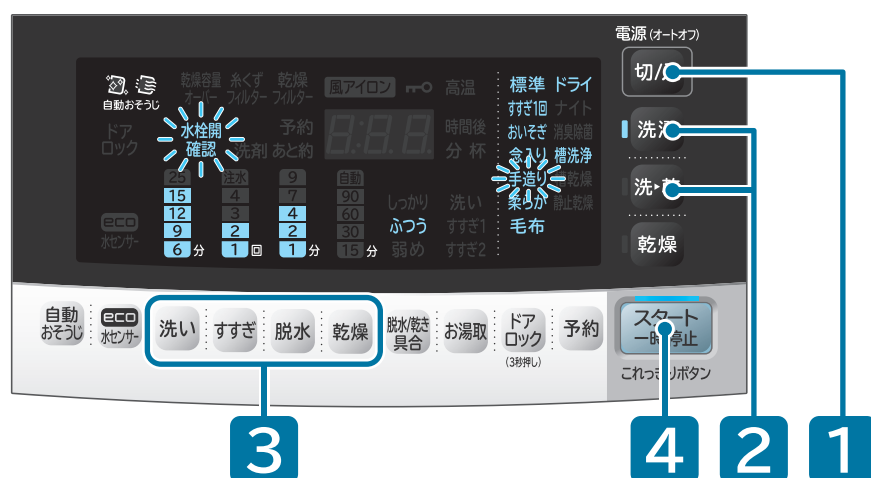 電源(オートオフ)
切/
自動おそうじ
乾燥容量
オーバー
糸くず
フィルター
乾燥
フィルター
風アイロン
高温
標準 ドライ
すすぎ1回 ナイト
おいそぎ 消臭除菌
念入り 槽洗浄
手造り 槽乾燥
柔らか 静止乾燥
毛布
ドア
ロック
水栓開
確認
洗剤
予約
あと約
8:8.8
時間後
分 杯
25 注水 9 自動
15 4 7 90
12 3 4 60
9 2 2 30
6 分 1 回 1 分 15 分
しっかり 洗い
ふつう すすぎ1
弱め すすぎ2
eco
水センサー
洗
洗▸
乾燥
自動
おそうじ
eco
水センサー
洗い
すすぎ
脱水
乾燥
脱水/乾き
具合
お湯取
ドア
ロック
(3秒押し)
予約
スタート
一時停止
これっきりボタン
3
4
2
1